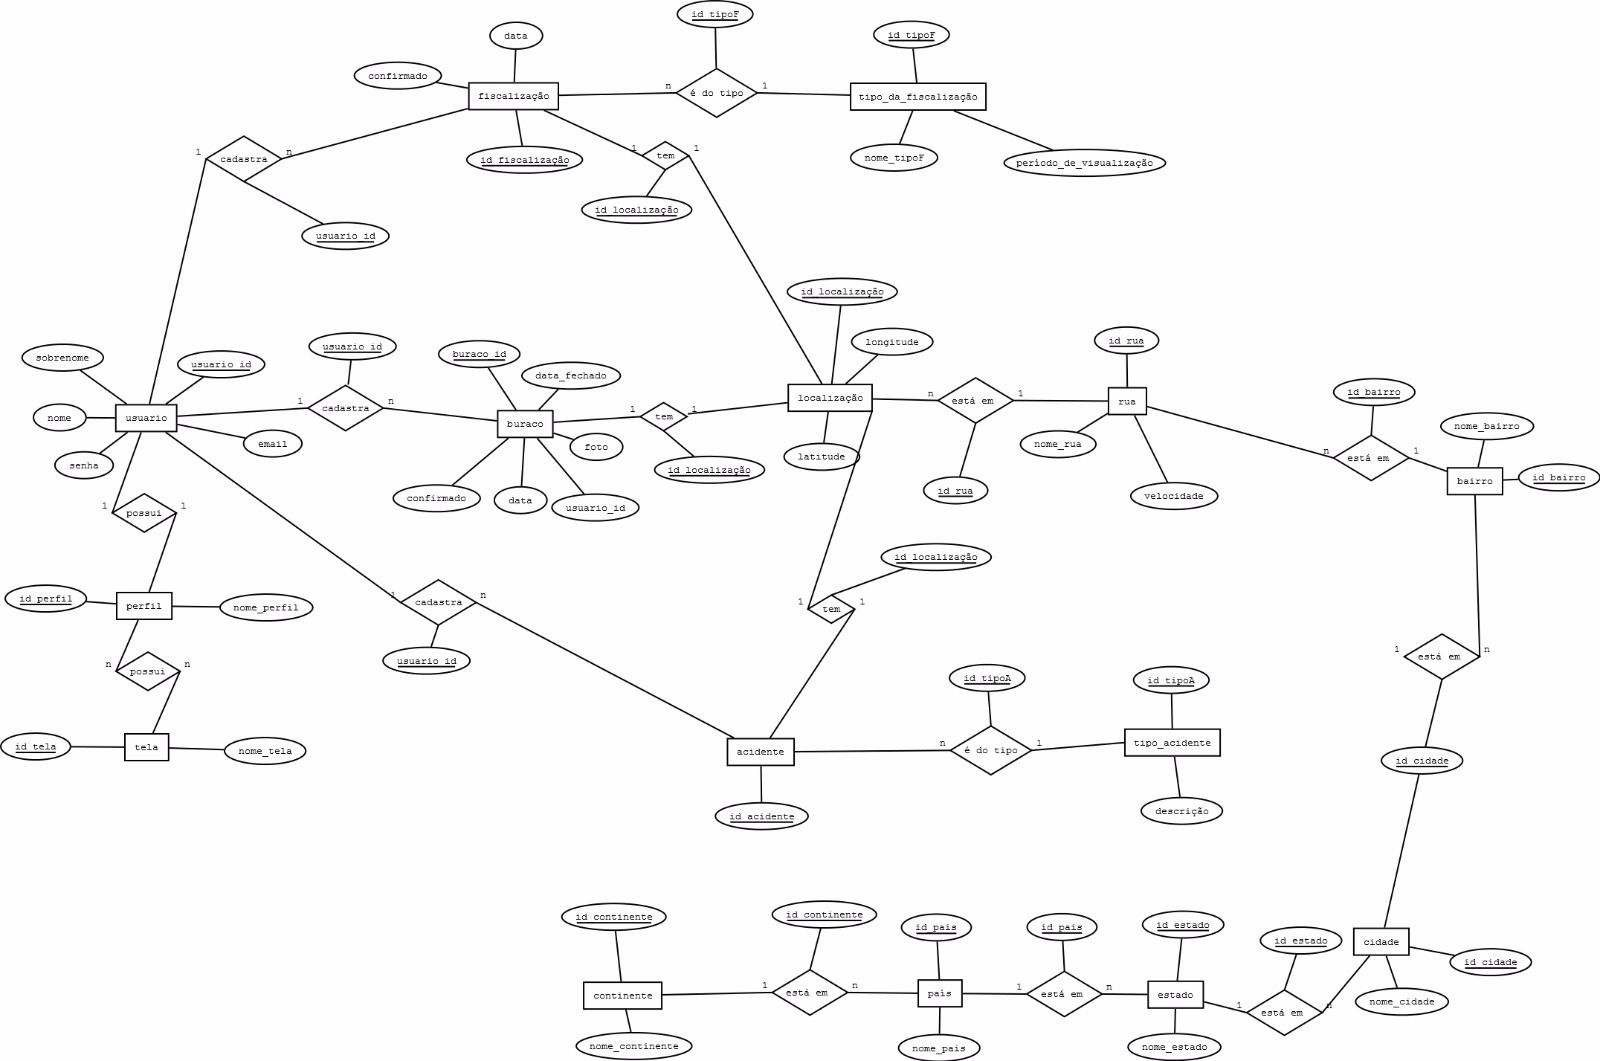 id_tipoF
data
id_tipoF
confirmado
fiscalização
n
é do tipo
1
tipo_da_fiscalização
1
cadastra
n
id_fiscalização
1
tem
1
nome_tipoF
período_de_visualização
id_localização
usuario_id
id_localização
sobrenome
usuario_id
usuario_id
buraco_id
data_fechado
longitude
id_rua
nome
usuario
1
cadastra
n
buraco
1
tem
1
localização
n
está em
1
rua
id_bairro
nome_bairro
senha
email
foto
id_localização
latitude
nome_rua
n
está em
1
bairro
id_bairro
confirmado
data
usuario_id
id_rua
velocidade
1
possui
1
id_localização
id_perfil
perfil
nome_perfil
1
cadastra
n
1
tem
1
usuario_id
1
está em
n
n
possui
n
id_tipoA
id_tipoA
id_tela
tela
nome_tela
acidente
n
é do tipo
1
tipo_acidente
id_cidade
id_acidente
descrição
id_continente
id_continente
id_pais
id_pais
id_estado
id_estado
cidade
id_cidade
continente
1
está em
n
país
1
está em
n
estado
1
está em
n
nome_cidade
nome_continente
nome_pais
nome_estado